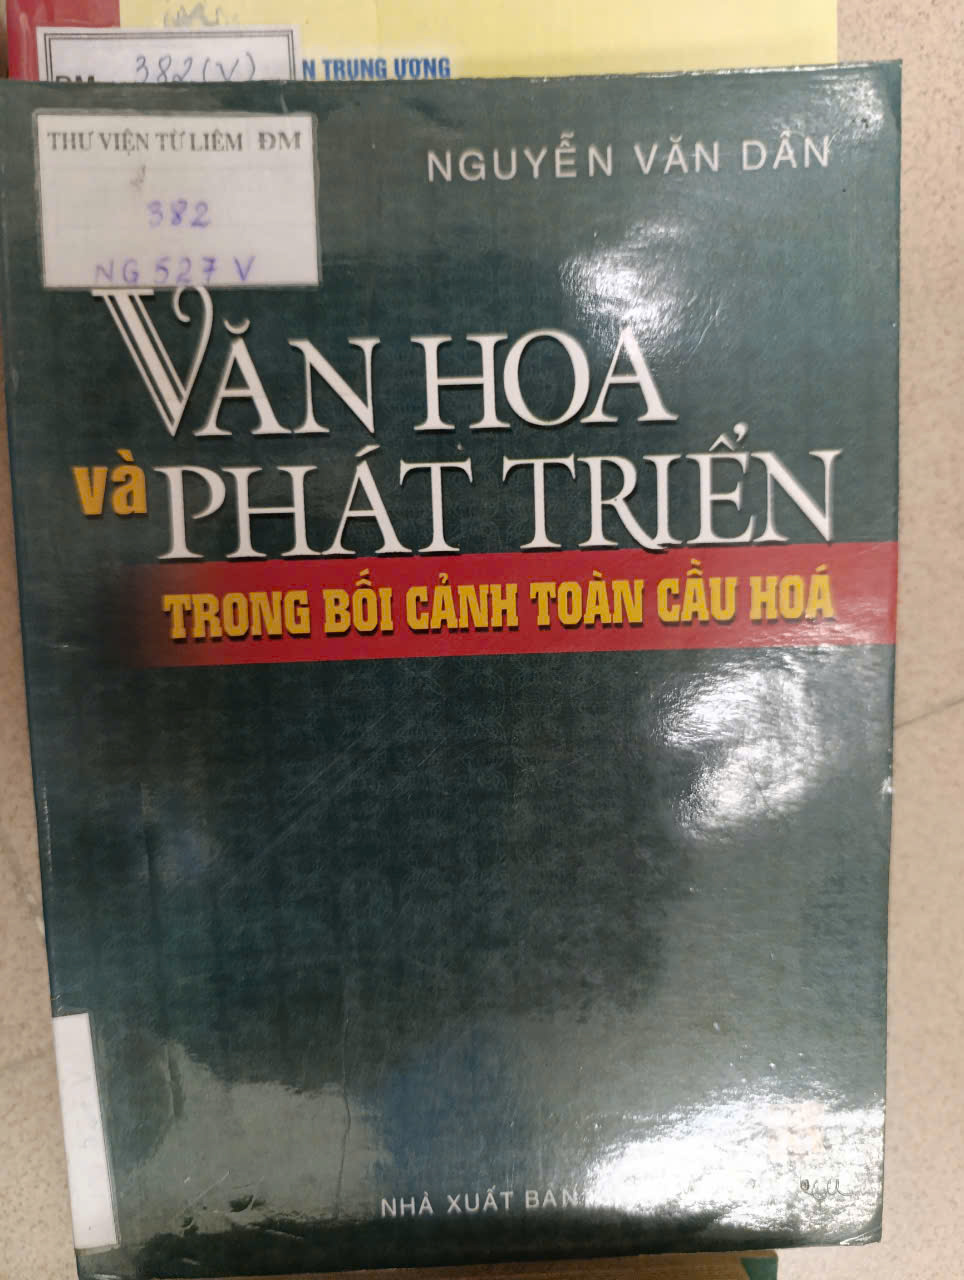 382(V)
N TRUNG ƯƠNG
THƯ VIỆN TỪ LIÊM ĐM
382
NG 527 V
NGUYỄN VĂN DÂN
VĂN HOÁ
và PHÁT TRIỂN
TRONG BỐI CẢNH TOÀN CẦU HOÁ
NHÀ XUẤT BẢN